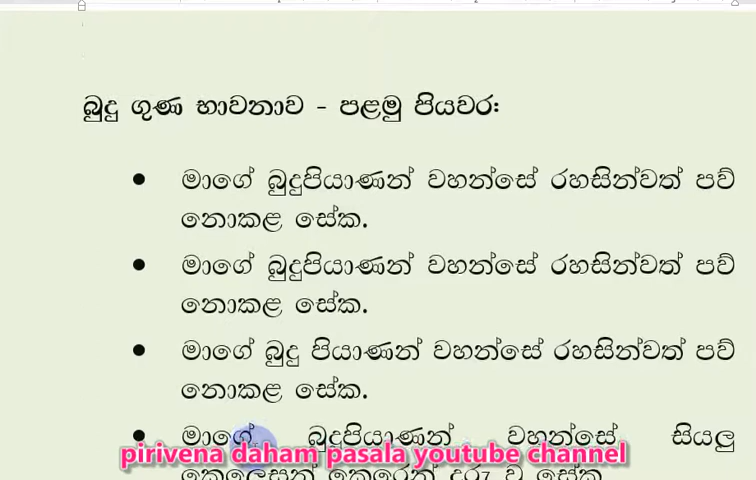 බුදු ගුණ භාවනාව - පළමු පියවර:
• මාගේ බුදුපියාණන් වහන්සේ රහසින්වත් පව්
නොකළ සේක.
• මාගේ බුදුපියාණන් වහන්සේ රහසින්වත් පව්
නොකළ සේක.
• මාගේ බුදු පියාණන් වහන්සේ රහසින්වත් පව්
නොකළ සේක.
• මාගේ බුදුපියාණන් වහන්සේ සියලු
pirivena daham pasala youtube channel
කෙලෙසුන් කෙරෙන් දුරු වූ සේක